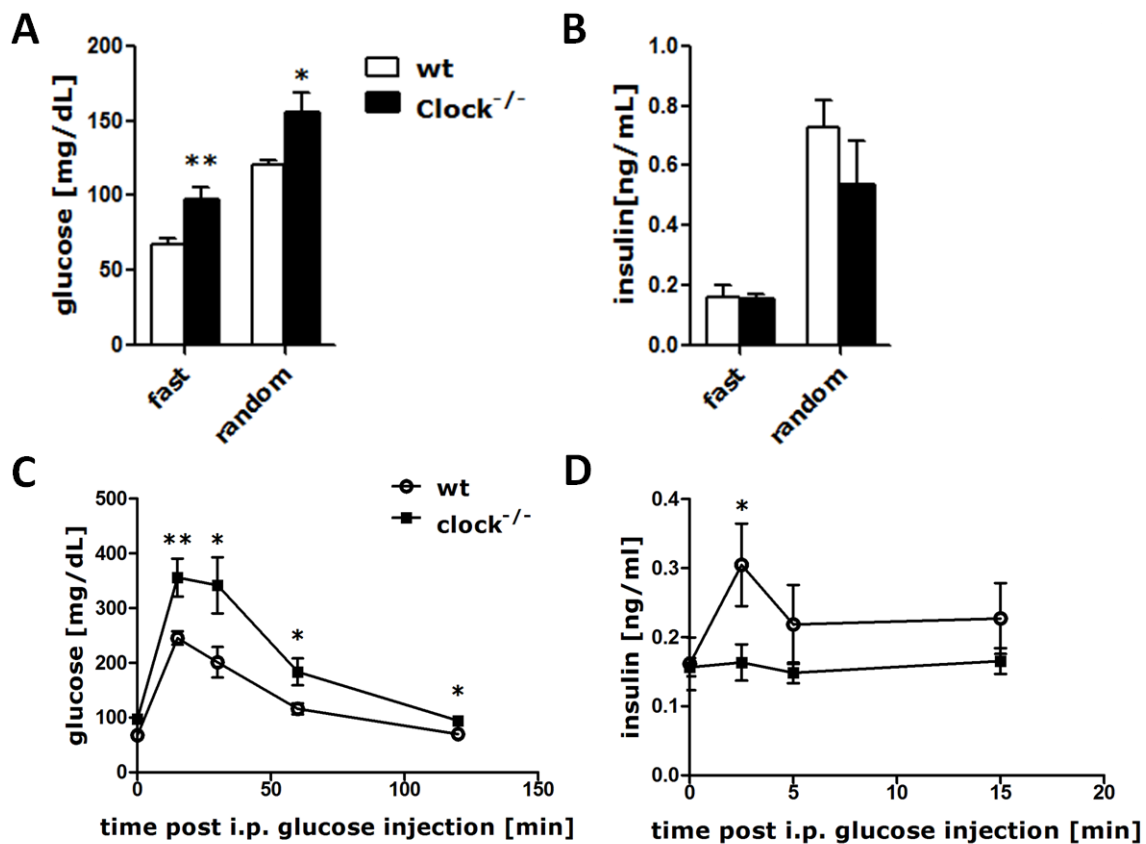 A
glucose [mg/dL]
200
150
100
50
0
**
*
fast
random
wt
Clock-/-
B
insulin[ng/mL]
1.0
0.8
0.6
0.4
0.2
0.0
fast
random
C
glucose [mg/dL]
500
400
300
200
100
0
** * * *
wt
clock-/-
0 50 100 150
time post i.p. glucose injection [min]
D
insulin [ng/ml]
0.4
0.3
0.2
0.1
0.0
*
0 5 10 15 20
time post i.p. glucose injection [min]